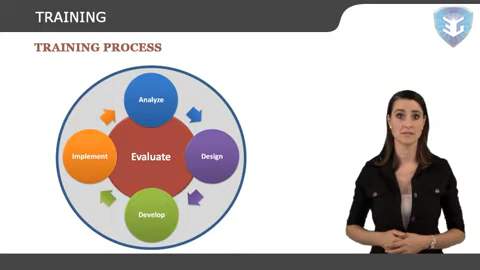 TRAINING
TRAINING PROCESS
Analyze
Implement
Evaluate
Design
Develop